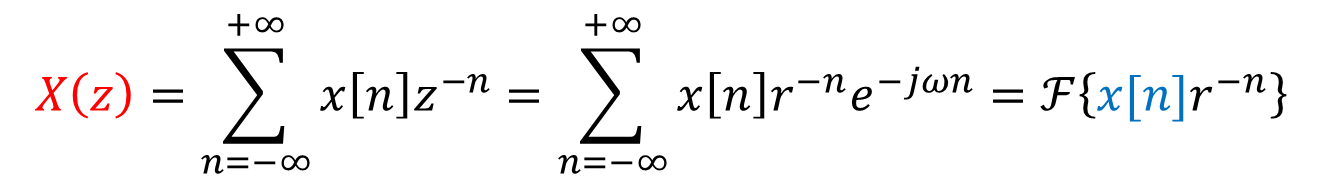 X(z) = ∑_{n=−∞}^{+∞} x[n]z^{−n} = ∑_{n=−∞}^{+∞} x[n]r^{−n}e^{−jωn} = ℱ{x[n]r^{−n}}